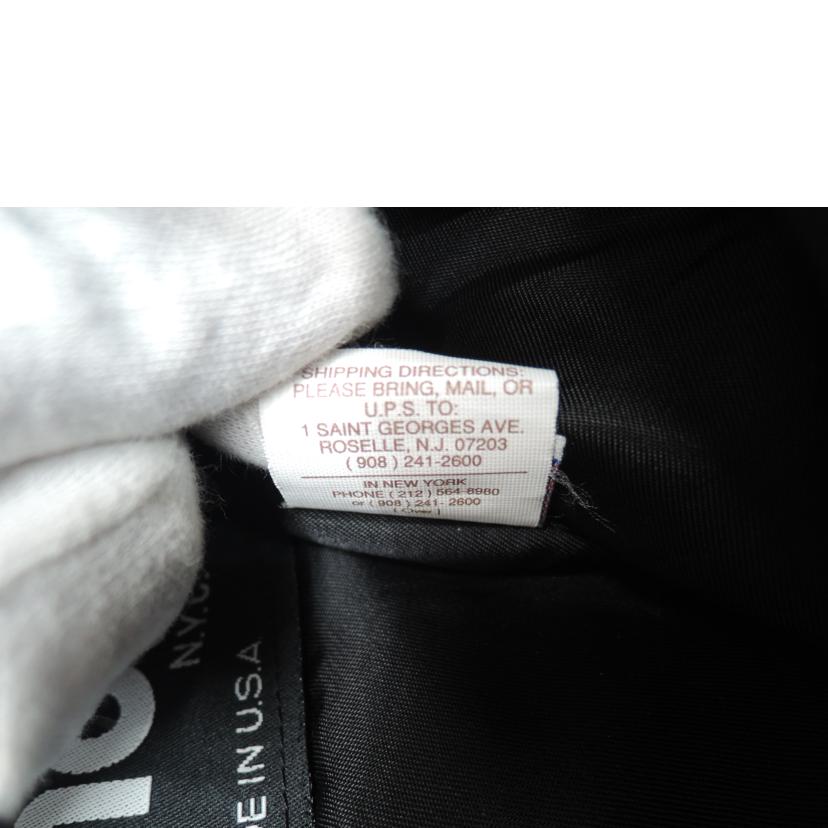 SHIPPING DIRECTIONS:
PLEASE BRING, MAIL, OR
U.P.S. TO:
1 SAINT GEORGES AVE.
ROSELLE, N.J. 07203
( 908 ) 241-2600
IN NEW YORK
PHONE ( 212 ) 564-8980
or ( 908 ) 241- 2600
( Over )
N.Y.C.
DE IN U.S.A